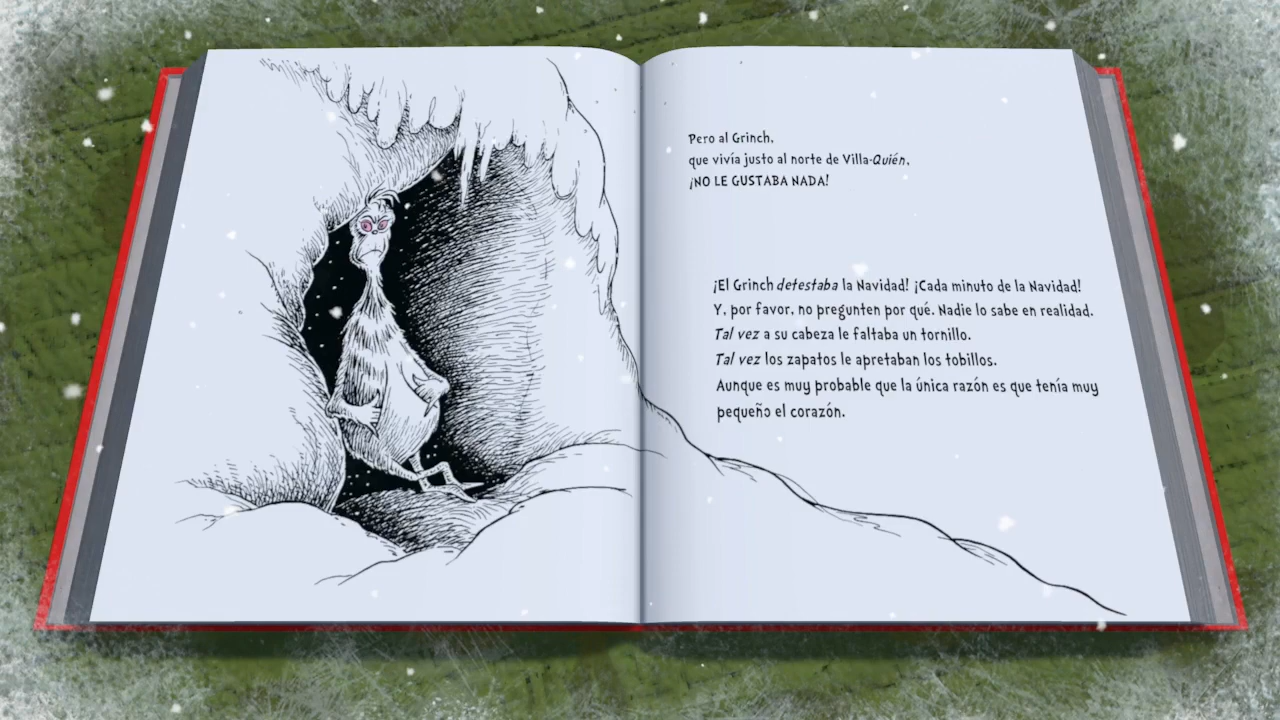 Pero al Grinch,
que vivía justo al norte de Villa-Quién,
¡NO LE GUSTABA NADA!
¡El Grinch detestaba la Navidad! ¡Cada minuto de la Navidad!
Y, por favor, no pregunten por qué. Nadie lo sabe en realidad.
Tal vez a su cabeza le faltaba un tornillo.
Tal vez los zapatos le apretaban los tobillos.
Aunque es muy probable que la única razón es que tenía muy
pequeño el corazón.